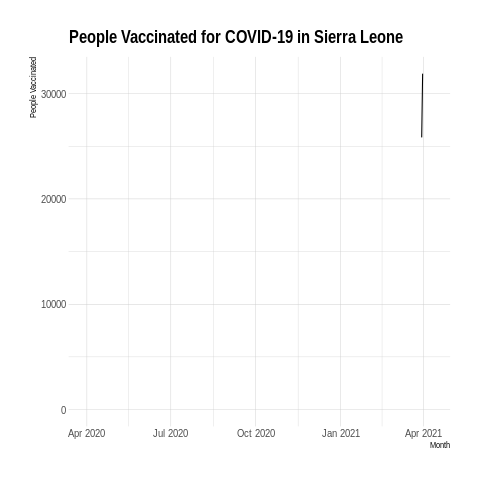 People Vaccinated for COVID-19 in Sierra Leone
People Vaccinated
30000
20000
10000
0
Apr 2020 Jul 2020 Oct 2020 Jan 2021 Apr 2021
Month